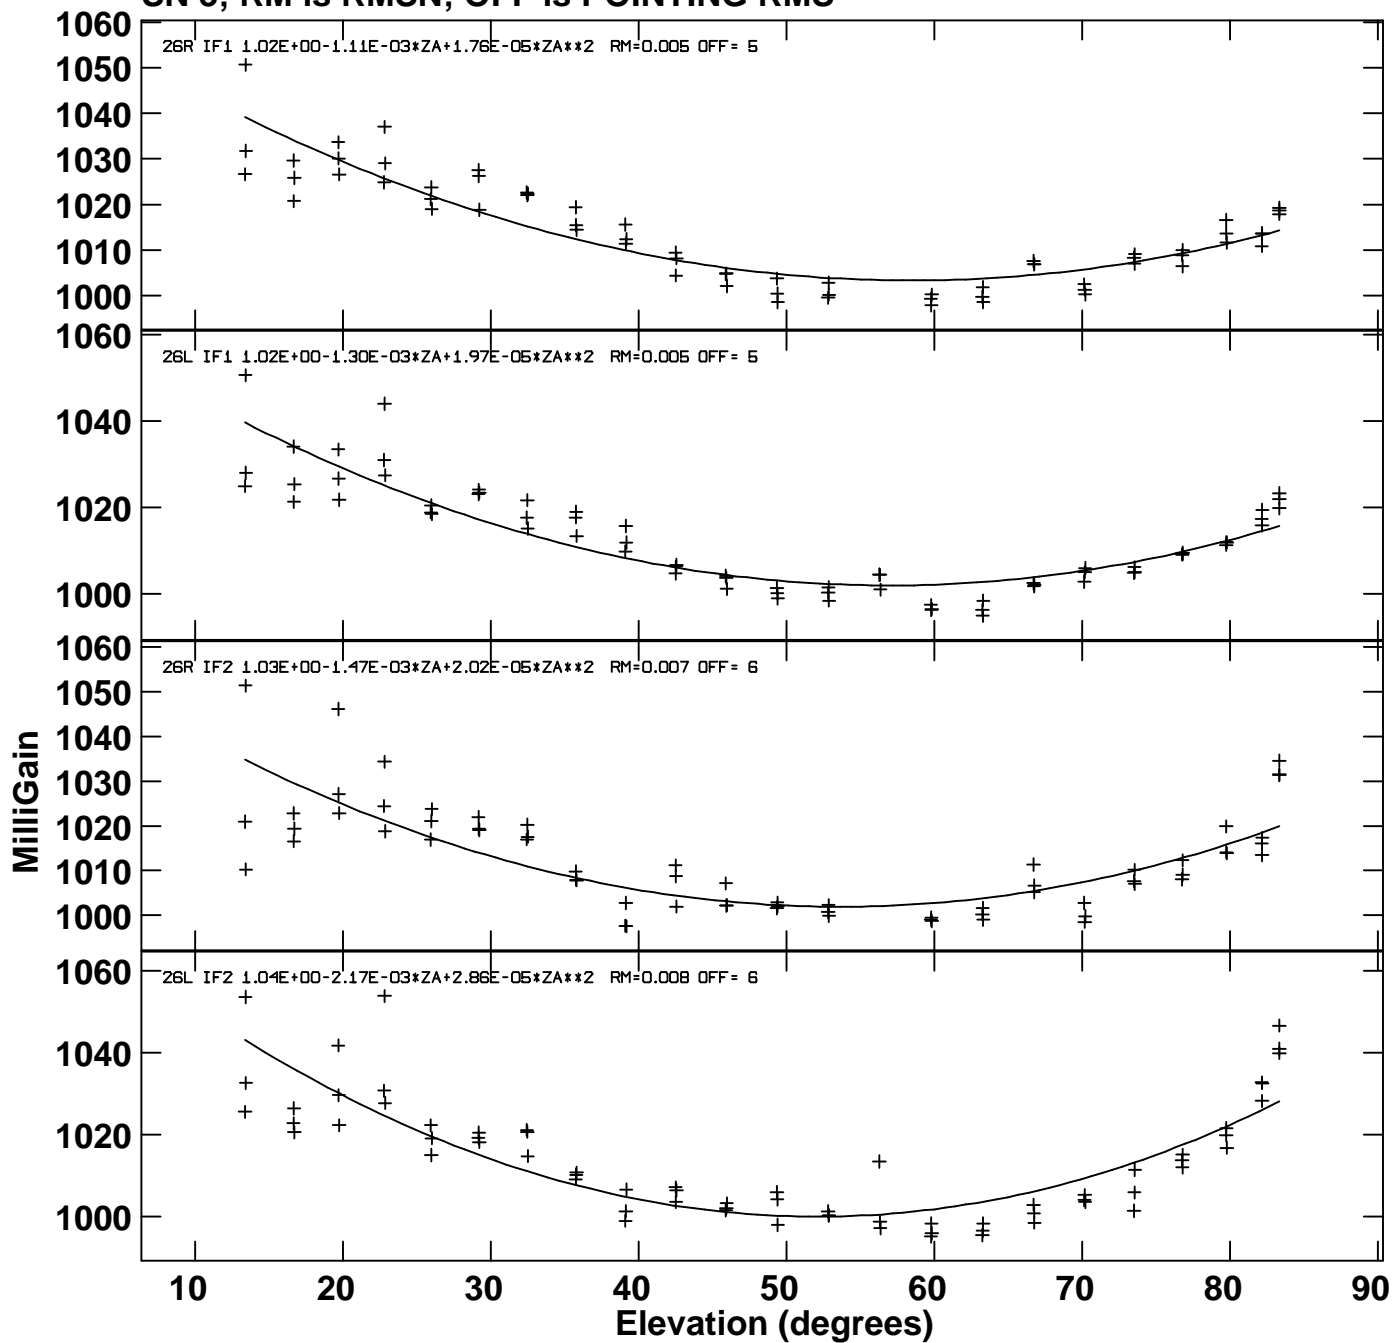 RM is RMSN; OFF is POINTING RMS
1060
26R IF1 1.02E+00-1.11E-03*ZA+1.76E-05*ZA**2 RM=0.005 OFF= 5
1050
1040
1030
1020
1010
1000
1060
26L IF1 1.02E+00-1.30E-03*ZA+1.97E-05*ZA**2 RM=0.005 OFF= 5
1040
1020
1000
1060
26R IF2 1.03E+00-1.47E-03*ZA+2.02E-05*ZA**2 RM=0.007 OFF= 6
1050
1040
1030
1020
1010
1000
MilliGain
1060
26L IF2 1.04E+00-2.17E-03*ZA+2.86E-05*ZA**2 RM=0.008 OFF= 6
1040
1020
1000
10 20 30 40 50 60 70 80 90
Elevation (degrees)